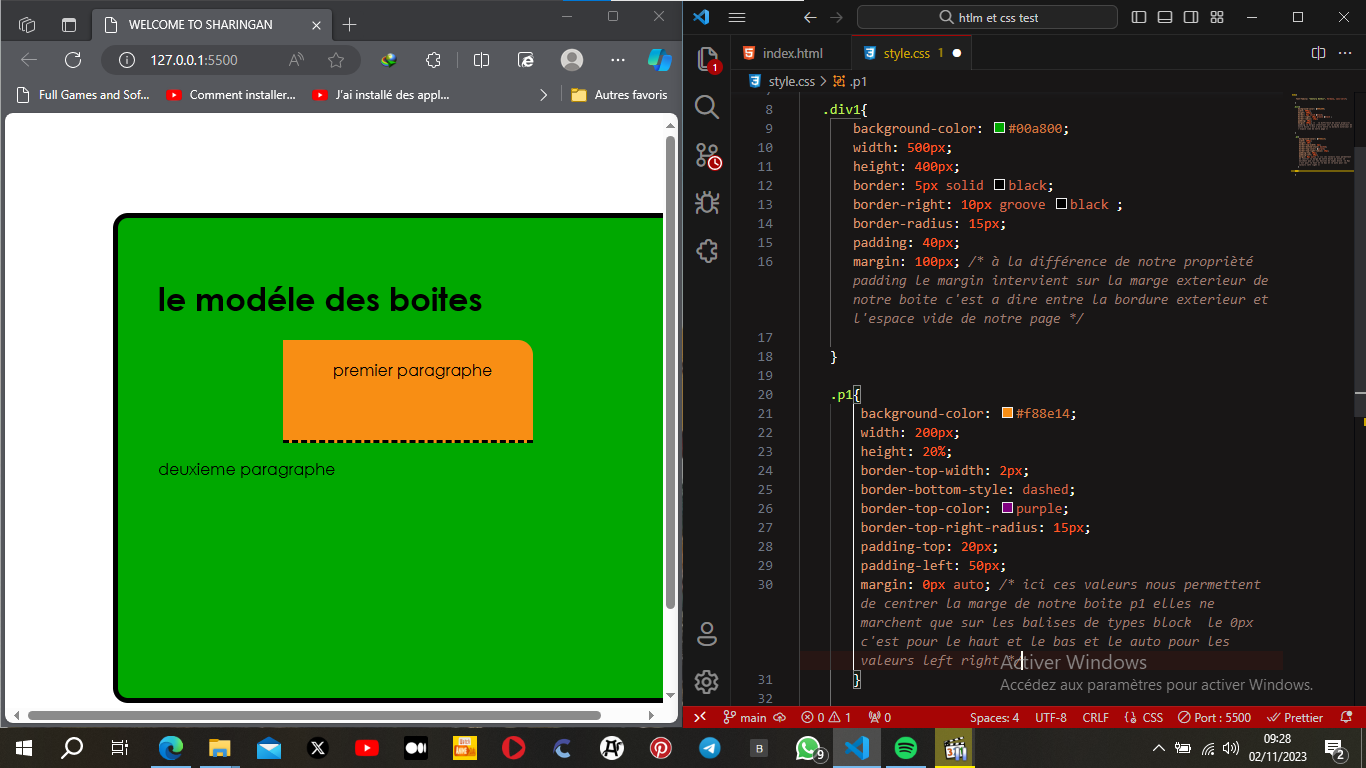 WELCOME TO SHARINGAN
127.0.0.1:5500
Full Games and Sof...
Comment installer...
J'ai installé des appl...
Autres favoris
le modéle des boites
premier paragraphe
deuxieme paragraphe
htlm et css test
index.html
style.css 1
style.css > .p1
8 .div1{
9 background-color: #00a800;
10 width: 500px;
11 height: 400px;
12 border: 5px solid black;
13 border-right: 10px groove black ;
14 border-radius: 15px;
15 padding: 40px;
16 margin: 100px; /* à la différence de notre propriètè
padding le margin intervient sur la marge exterieur de
notre boite c'est a dire entre la bordure exterieur et
l'espace vide de notre page */
17
18 }
19
20 .p1{
21 background-color: #f88e14;
22 width: 200px;
23 height: 20%;
24 border-top-width: 2px;
25 border-bottom-style: dashed;
26 border-top-color: purple;
27 border-top-right-radius: 15px;
28 padding-top: 20px;
29 padding-left: 50px;
30 margin: 0px auto; /* ici ces valeurs nous permettent
de centrer la marge de notre boite p1 elles ne
marchent que sur les balises de types block  le 0px
c'est pour le haut et le bas et le auto pour les
valeurs left right*/
31 }
32
Activer Windows
Accédez aux paramètres pour activer Windows.
main 0 1 0 Spaces: 4 UTF-8 CRLF CSS Port : 5500 Prettier
09:28
02/11/2023